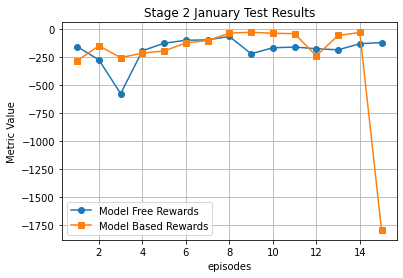 Stage 2 January Test Results
Metric Value
0
−250
−500
−750
−1000
−1250
−1500
−1750
Model Free Rewards
Model Based Rewards
2 4 6 8 10 12 14
episodes